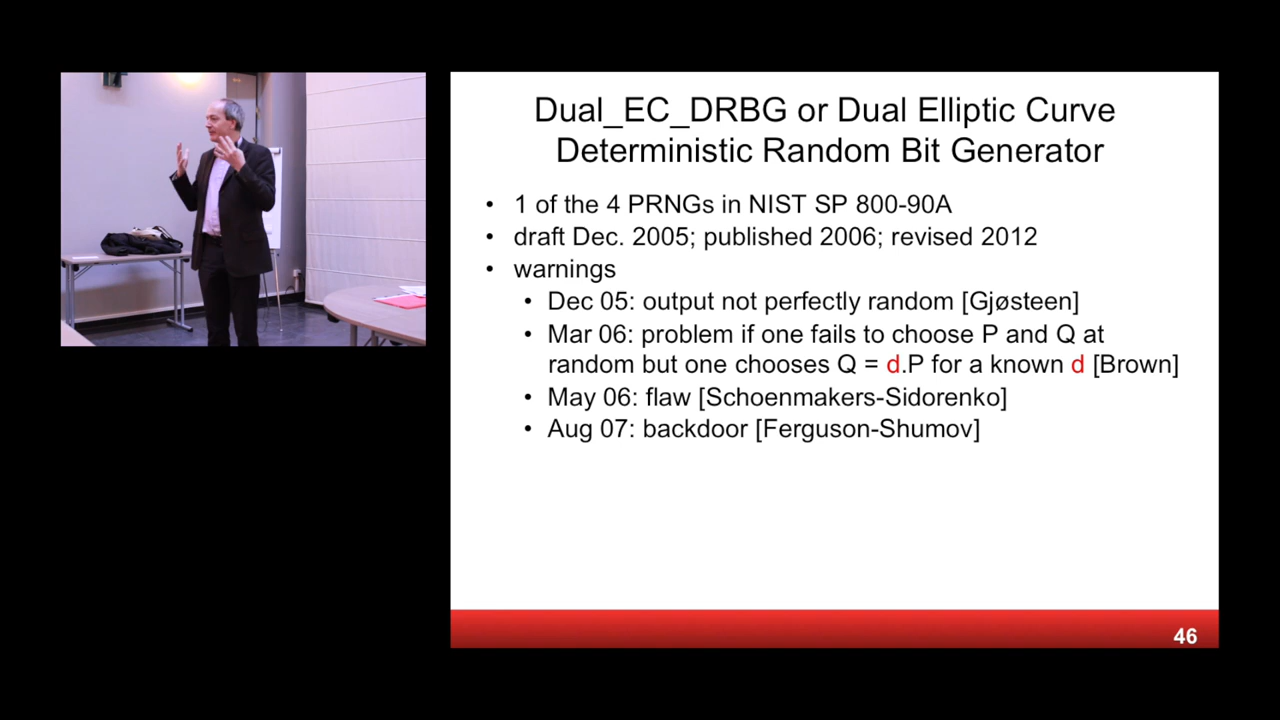 Dual_EC_DRBG or Dual Elliptic Curve
Deterministic Random Bit Generator
• 1 of the 4 PRNGs in NIST SP 800-90A
• draft Dec. 2005; published 2006; revised 2012
• warnings
• Dec 05: output not perfectly random [Gjøsteen]
• Mar 06: problem if one fails to choose P and Q at
random but one chooses Q = d.P for a known d [Brown]
• May 06: flaw [Schoenmakers-Sidorenko]
• Aug 07: backdoor [Ferguson-Shumov]
46